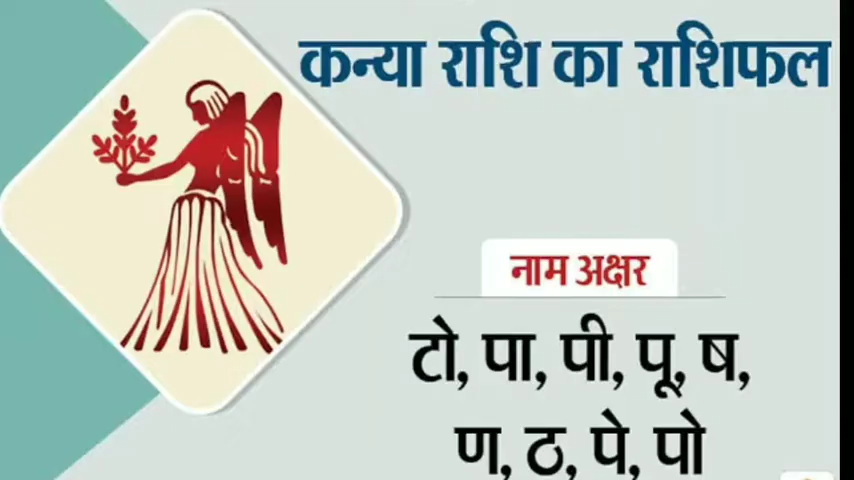 कन्या राशि का राशिफल
नाम अक्षर
टो, पा, पी, पू, ष,
ण, ठ, पे, पो